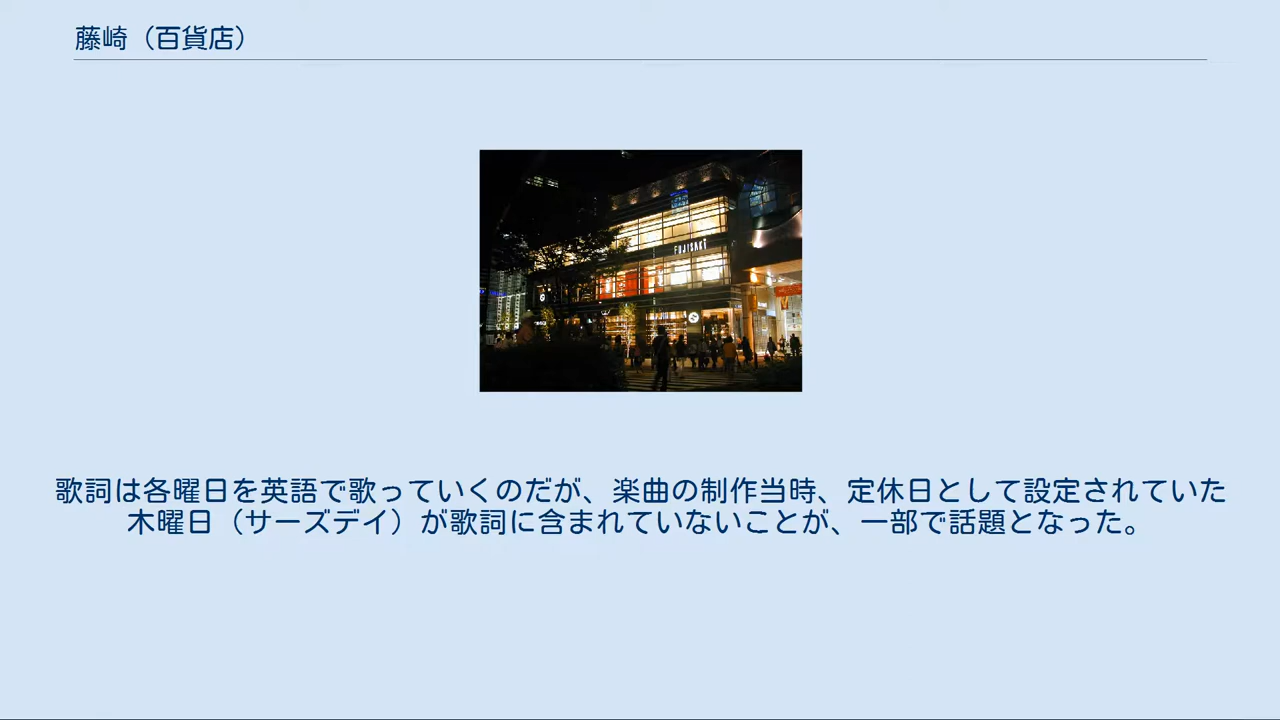 藤崎（百貨店）
FUJISAKI
歌詞は各曜日を英語で歌っていくのだが、楽曲の制作当時、定休日として設定されていた
木曜日（サーズデイ）が歌詞に含まれていないことが、一部で話題となった。